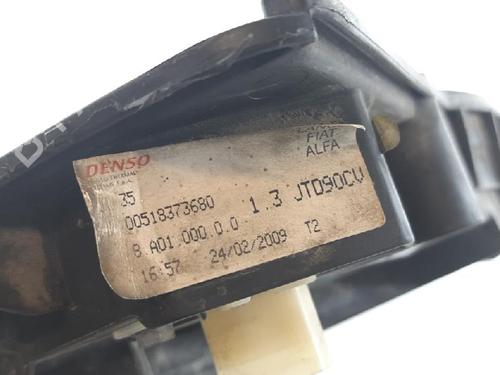 DENSO
FIAT
ALFA
35
00518373680
8 A01 000 0.0 1.3 JTD90CV
16:57 24/02/2009 T2